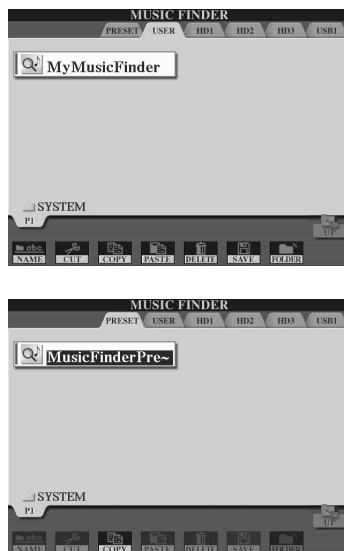 MUSIC FINDER
PRESET USER HD1 HD2 HD3 USB1
MyMusicFinder
SYSTEM
P1
UP
abc
NAME CUT COPY PASTE DELETE SAVE FOLDER
MUSIC FINDER
PRESET USER HD1 HD2 HD3 USB1
MusicFinderPre~
SYSTEM
P1
UP
abc
NAME CUT COPY PASTE DELETE SAVE FOLDER